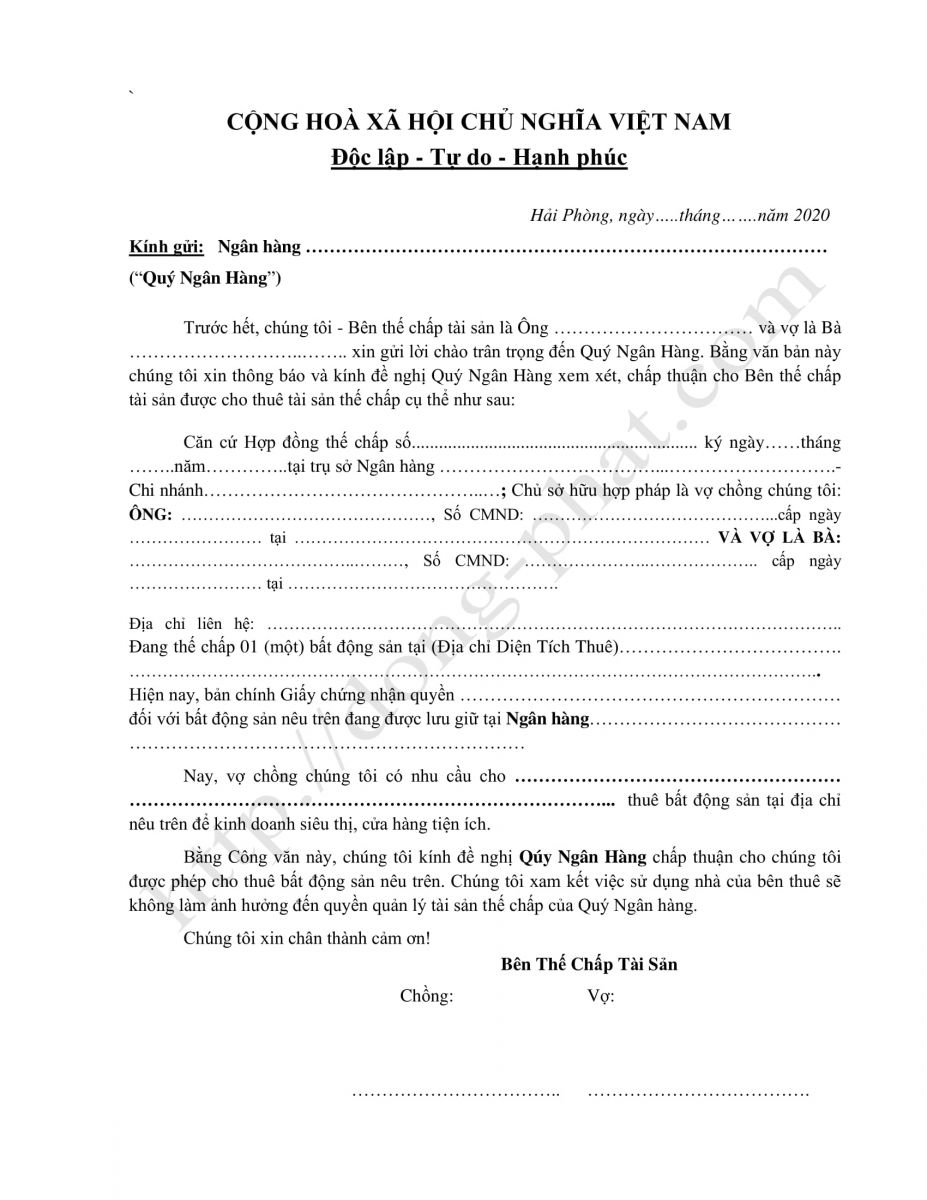 `
CỘNG HOÀ XÃ HỘI CHỦ NGHĨA VIỆT NAM
Độc lập - Tự do - Hạnh phúc
Hải Phòng, ngày…..tháng…….năm 2020
Kính gửi: Ngân hàng ……………………………………………………………………………
(“Quý Ngân Hàng”)
Trước hết, chúng tôi - Bên thế chấp tài sản là Ông …………………………… và vợ là Bà
………………………..…….. xin gửi lời chào trân trọng đến Quý Ngân Hàng. Bằng văn bản này
chúng tôi xin thông báo và kính đề nghị Quý Ngân Hàng xem xét, chấp thuận cho Bên thế chấp
tài sản được cho thuê tài sản thế chấp cụ thể như sau:
Căn cứ Hợp đồng thế chấp số............................................................. ký ngày……tháng
……..năm…………..tại trụ sở Ngân hàng ………………………………..……………………….-
Chi nhánh………………………………………..…; Chủ sở hữu hợp pháp là vợ chồng chúng tôi:
ÔNG: ……………………………………, Số CMND: …………………………………...cấp ngày
…………………… tại ……………………………………………………………… VÀ VỢ LÀ BÀ:
………………………………..………, Số CMND: …………………..……………….. cấp ngày
…………………… tại ……………………………………….
Địa chỉ liên hệ: ……………………………………………………………………………………..
Đang thế chấp 01 (một) bất động sản tại (Địa chỉ Diện Tích Thuê)……………………………….
…………………………………………………………………………………………………….
Hiện nay, bản chính Giấy chứng nhân quyền ………………………………………………………
đối với bất động sản nêu trên đang được lưu giữ tại Ngân hàng……………………………………
…………………………………………………………
Nay, vợ chồng chúng tôi có nhu cầu cho ………………………………………………
……………………………………………………………………... thuê bất động sản tại địa chỉ
nêu trên để kinh doanh siêu thị, cửa hàng tiện ích.
Bằng Công văn này, chúng tôi kính đề nghị Qúy Ngân Hàng chấp thuận cho chúng tôi
được phép cho thuê bất động sản nêu trên. Chúng tôi xam kết việc sử dụng nhà của bên thuê sẽ
không làm ảnh hưởng đến quyền quản lý tài sản thế chấp của Quý Ngân hàng.
Chúng tôi xin chân thành cảm ơn!
Bên Thế Chấp Tài Sản
Chồng: Vợ:
…………………………….. ……………………………….
http://dong-phat.com